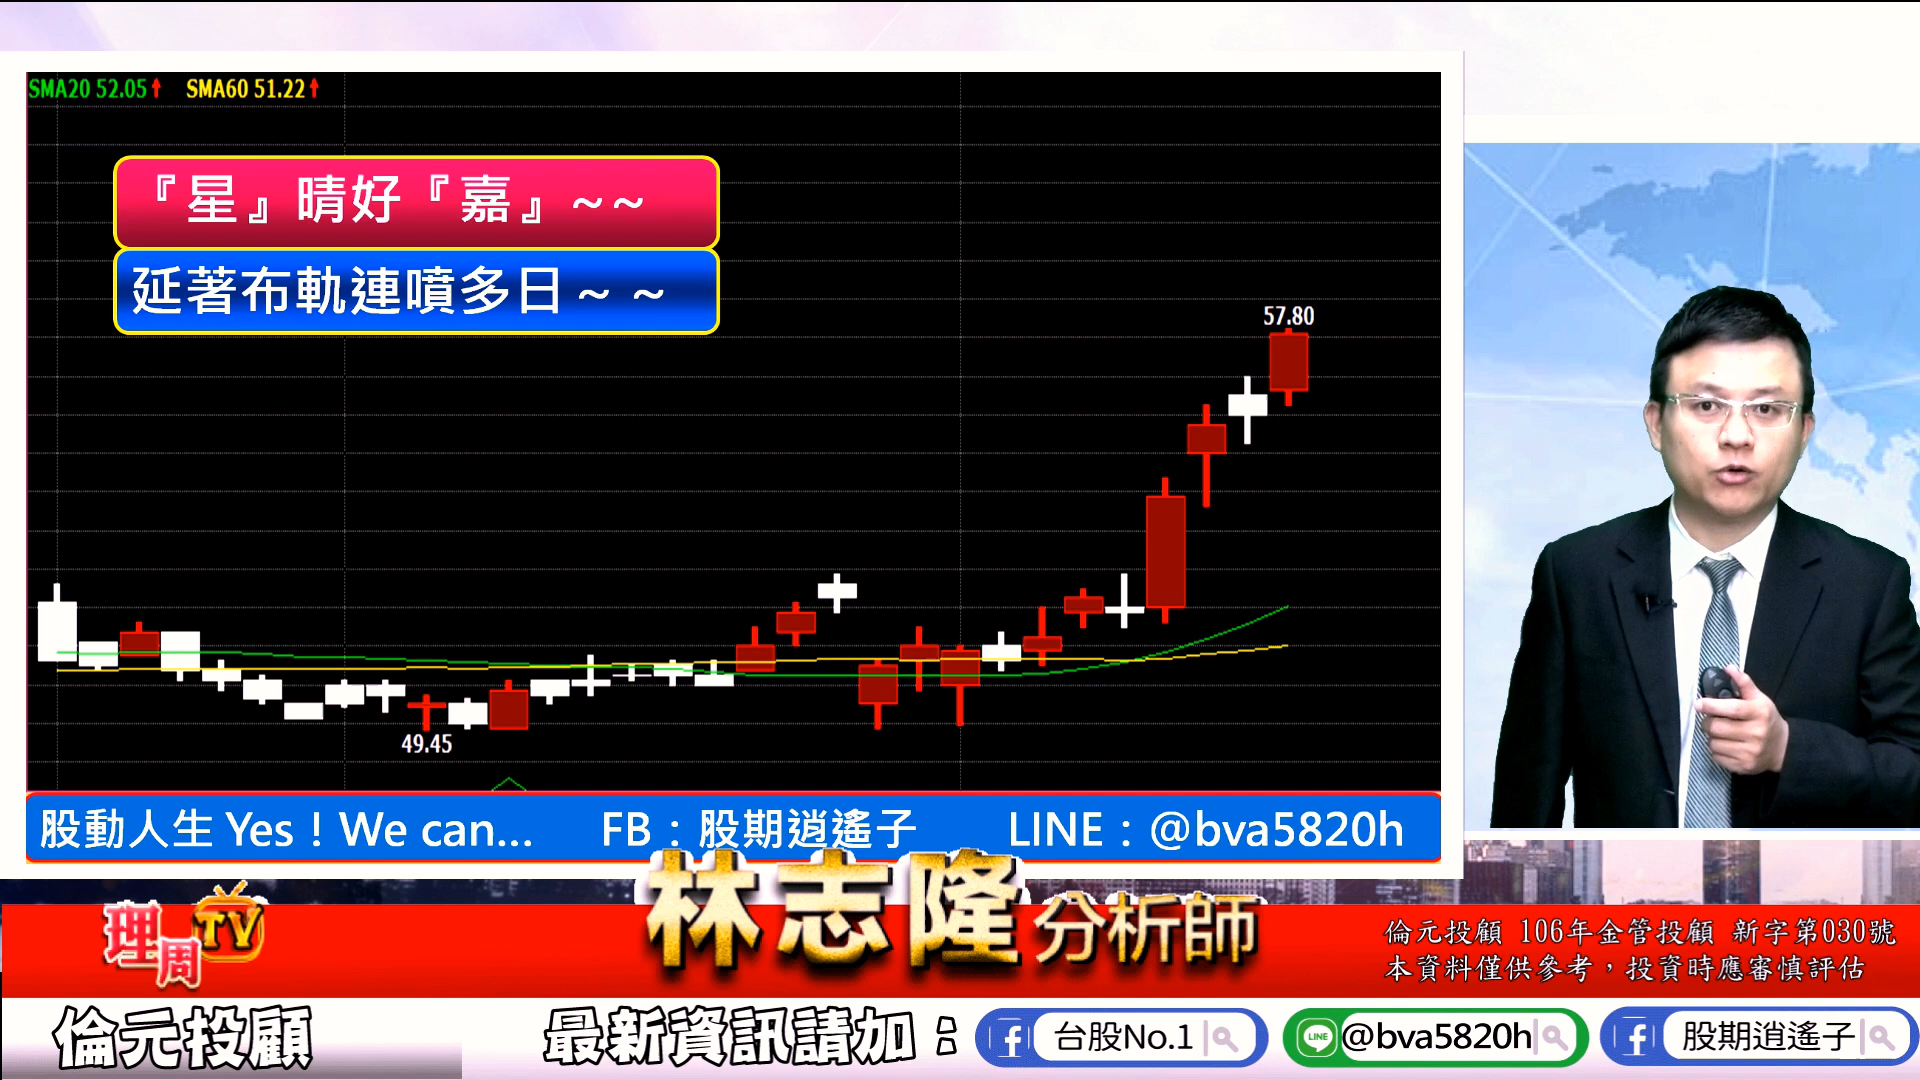 SMA20 52.05 SMA60 51.22
『星』晴好『嘉』~~
延著布軌連噴多日~~
57.80
49.45
股動人生 Yes！We can... FB：股期逍遙子 LINE：@bva5820h
理周TV
林志隆 分析師
倫元投顧 106年金管投顧 新字第030號
本資料僅供參考，投資時應審慎評估
倫元投顧
最新資訊請加：
台股No.1
LINE
@bva5820h
股期逍遙子